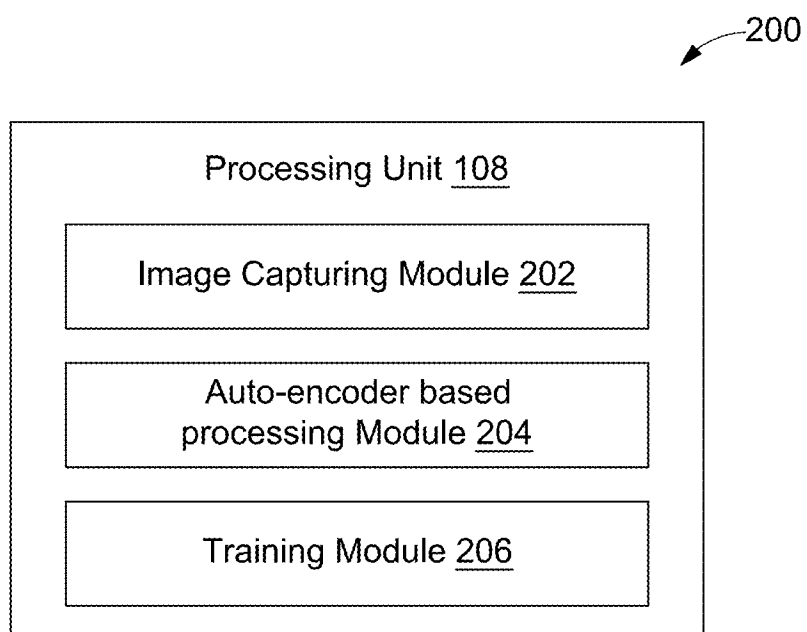 200
Processing Unit 108
Image Capturing Module 202
Auto-encoder based
processing Module 204
Training Module 206